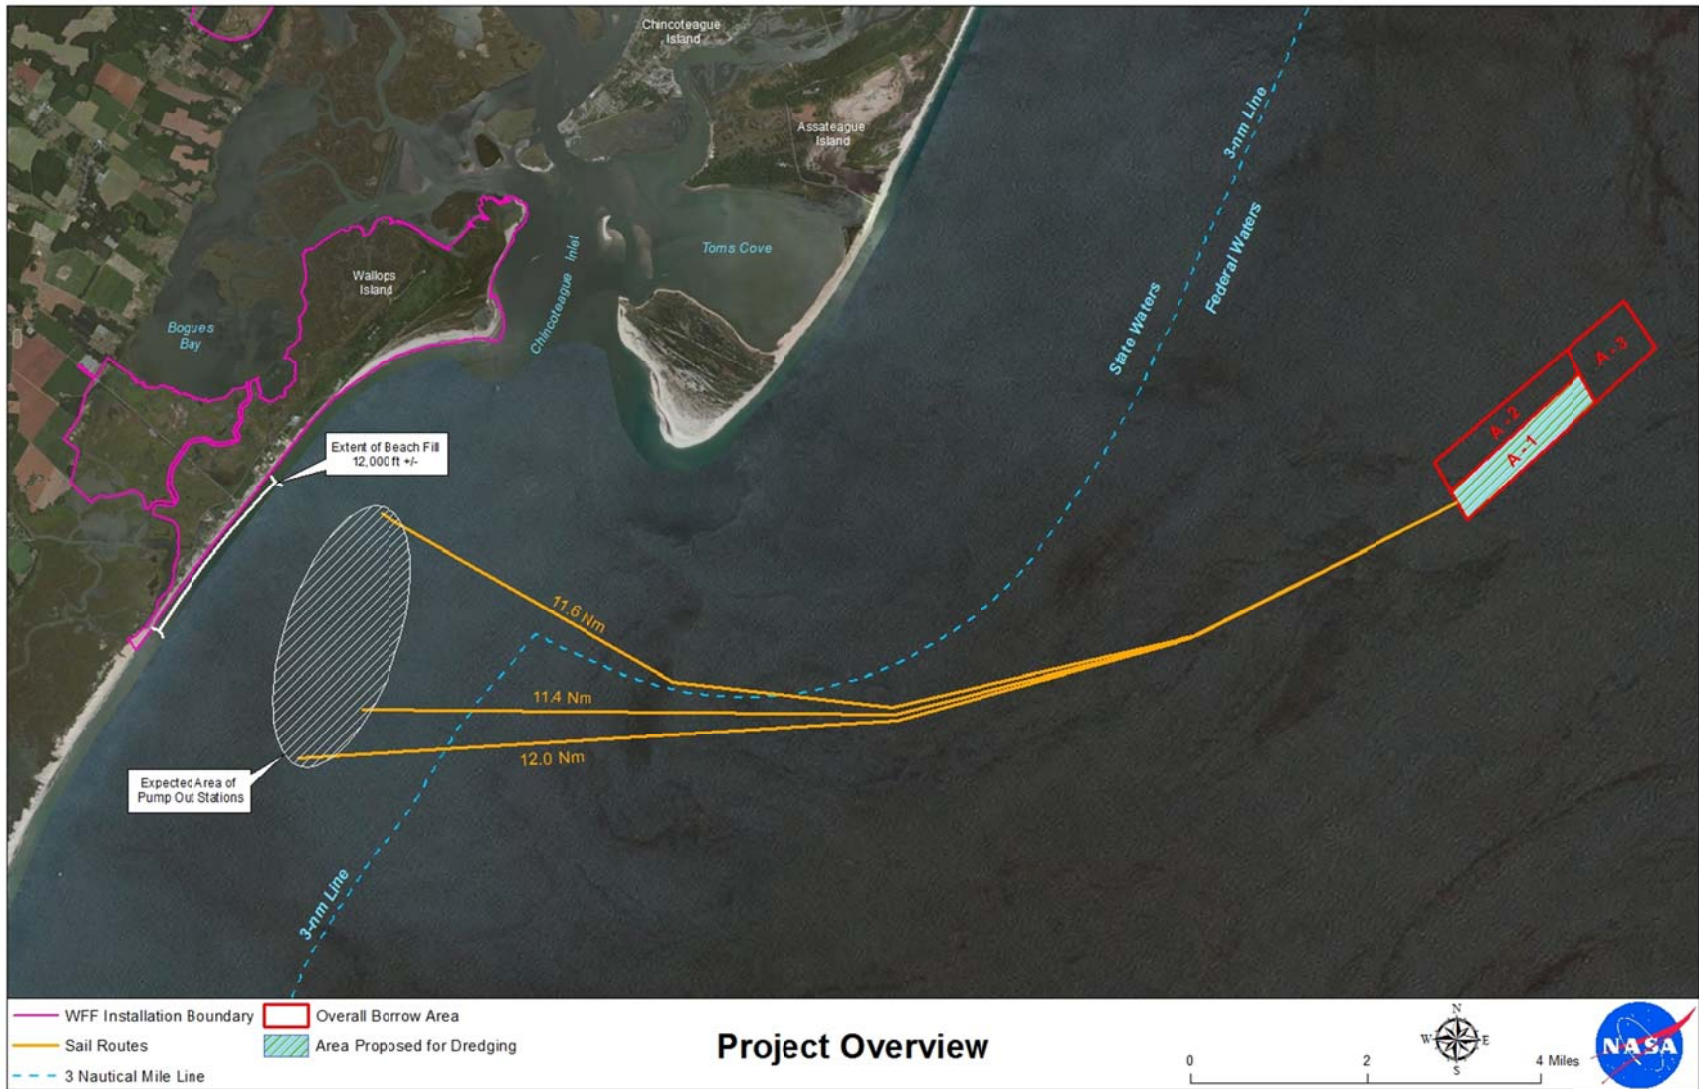 Chincoteague
Island
Assateague
Island
3-nm Line
Toms Cove
Chincoteague Inlet
Federal Waters
Wallops
Island
State Waters
Bogues
Bay
A - 3
A - 2
A - 1
Extent of Beach Fill
12,000 ft +/-
11.6 Nm
11.4 Nm
12.0 Nm
Expected Area of
Pump Out Stations
3-nm Line
WFF Installation Boundary
Overall Borrow Area
Sail Routes
Area Proposed for Dredging
3 Nautical Mile Line
Project Overview
N
W
E
S
0 2 4 Miles
NASA